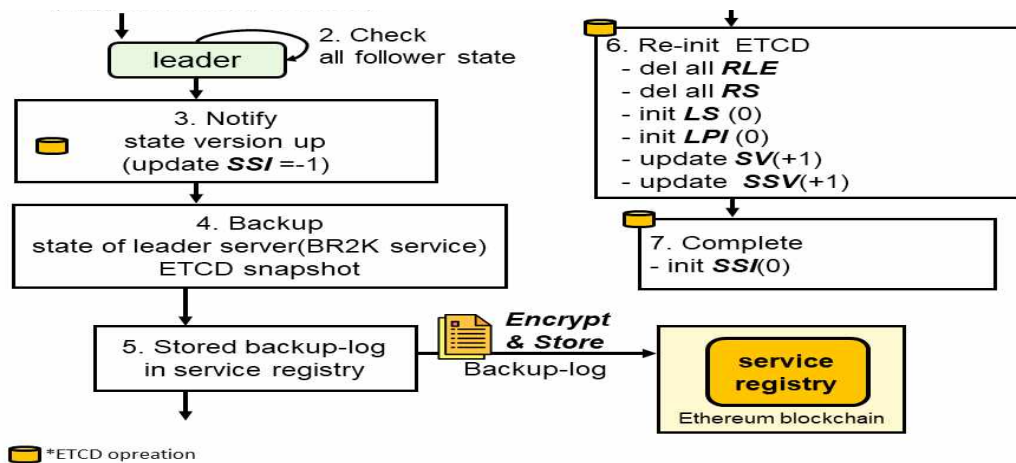 2. Check
all follower state
leader
3. Notify
state version up
(update SSI =-1)
4. Backup
state of leader server(BR2K service)
ETCD snapshot
5. Stored backup-log
in service registry
Encrypt
& Store
Backup-log
service
registry
Ethereum blockchain
6. Re-init ETCD
- del all RLE
- del all RS
- init LS (0)
- init LPI (0)
- update SV(+1)
- update SSV(+1)
7. Complete
- init SSI(0)
*ETCD opreation